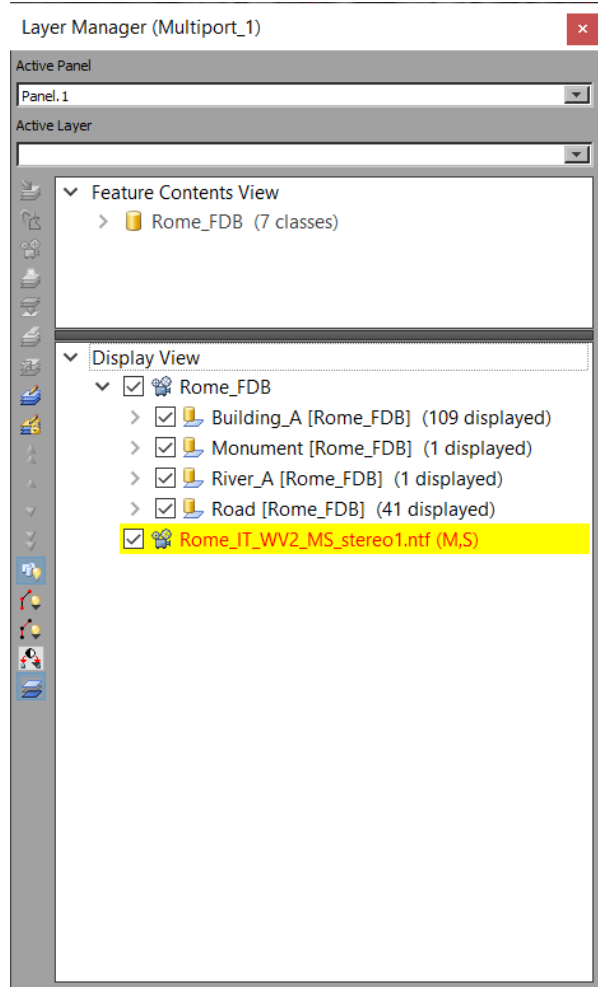 Layer Manager (Multiport_1)
Active Panel
Panel.1
Active Layer
Feature Contents View
Rome_FDB (7 classes)
Display View
Rome_FDB
Building_A [Rome_FDB] (109 displayed)
Monument [Rome_FDB] (1 displayed)
River_A [Rome_FDB] (1 displayed)
Road [Rome_FDB] (41 displayed)
Rome_IT_WV2_MS_stereo1.ntf (M,S)